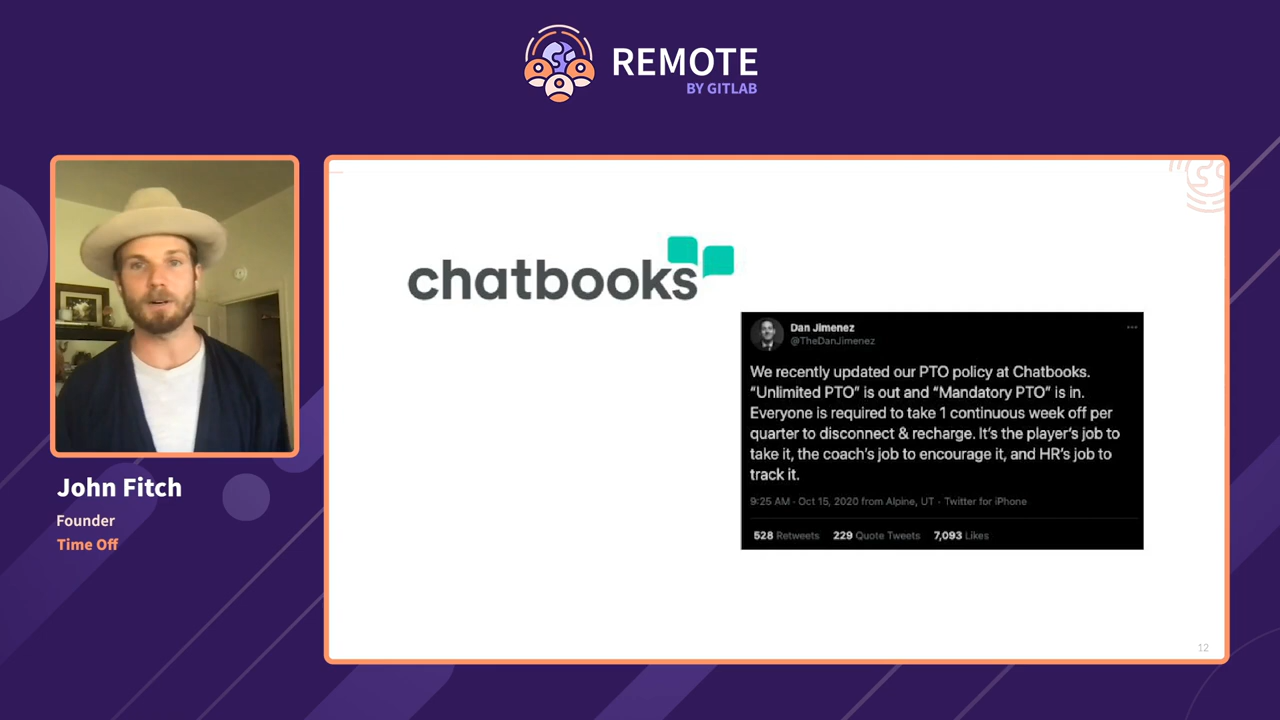 REMOTE
BY GITLAB
John Fitch
Founder
Time Off
chatbooks
Dan Jimenez
@TheDanJimenez
We recently updated our PTO policy at Chatbooks.
“Unlimited PTO” is out and “Mandatory PTO” is in.
Everyone is required to take 1 continuous week off per
quarter to disconnect & recharge. It’s the player’s job to
take it, the coach’s job to encourage it, and HR’s job to
track it.
9:25 AM · Oct 15, 2020 from Alpine, UT · Twitter for iPhone
528 Retweets 229 Quote Tweets 7,093 Likes
12